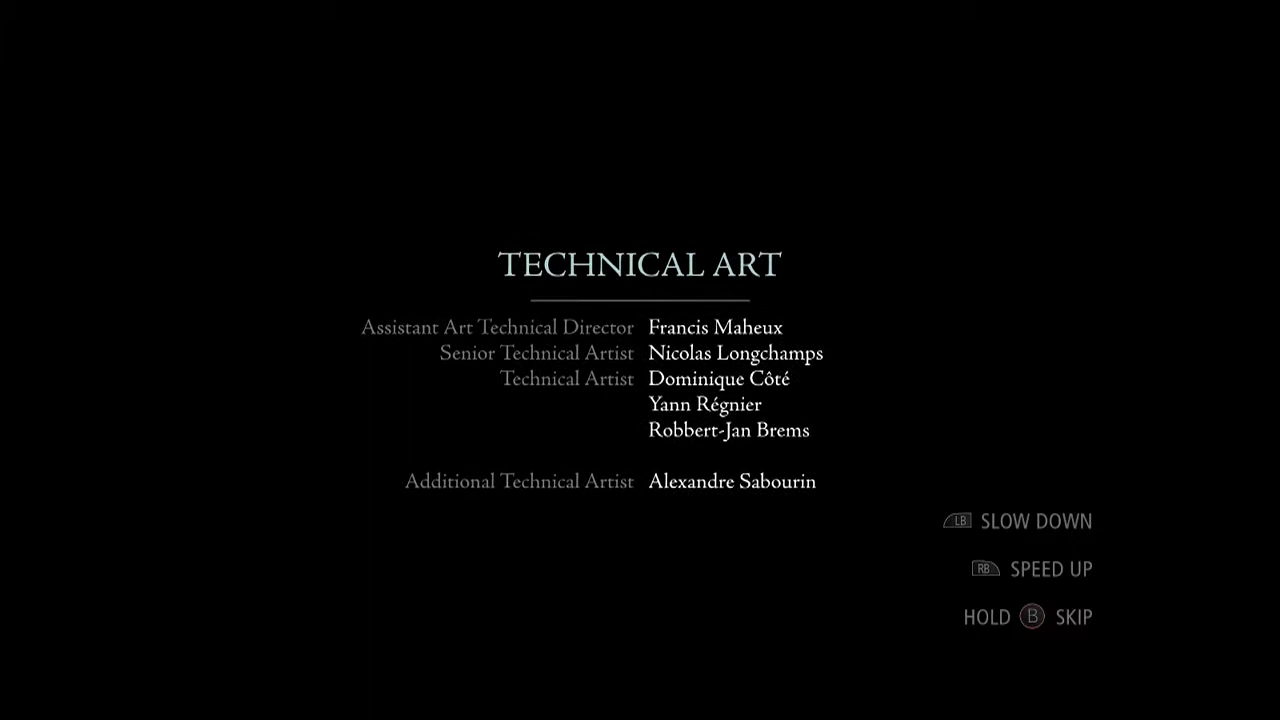 TECHNICAL ART
Assistant Art Technical Director Francis Maheux
Senior Technical Artist Nicolas Longchamps
Technical Artist Dominique Côté
Yann Régnier
Robbert-Jan Brems
Additional Technical Artist Alexandre Sabourin
LB SLOW DOWN
RB SPEED UP
HOLD B SKIP